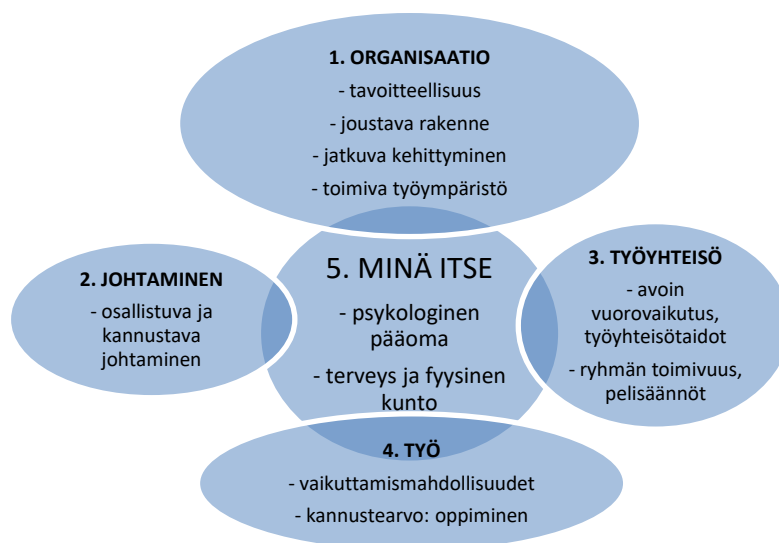 1. ORGANISAATIO
- tavoitteellisuus
- joustava rakenne
- jatkuva kehittyminen
- toimiva työympäristö
2. JOHTAMINEN
- osallistuva ja
kannustava
johtaminen
5. MINÄ ITSE
- psykologinen
pääoma
- terveys ja fyysinen
kunto
3. TYÖYHTEISÖ
- avoin
vuorovaikutus,
työyhteisötaidot
- ryhmän toimivuus,
pelisäännöt
4. TYÖ
- vaikuttamismahdollisuudet
- kannustearvo: oppiminen